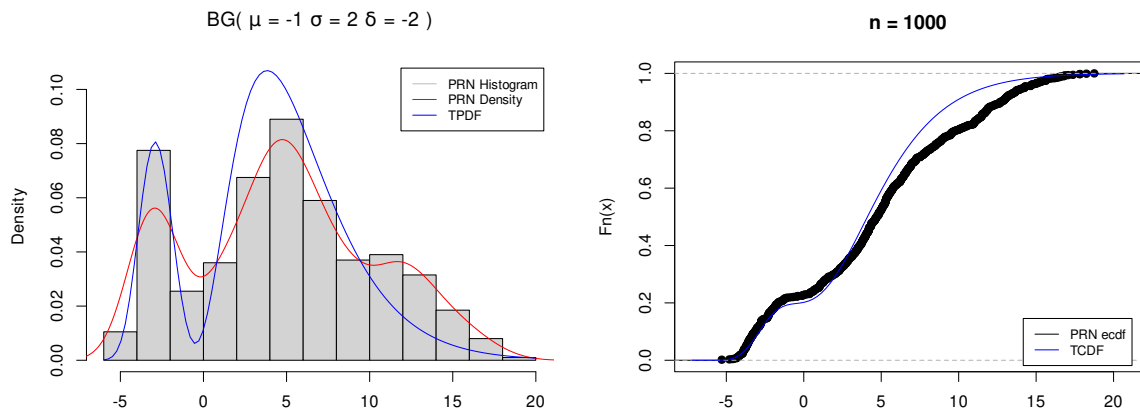 BG( μ = -1 σ = 2 δ = -2 )
Density
0.00 0.02 0.04 0.06 0.08 0.10
-5 0 5 10 15 20
PRN Histogram
PRN Density
TPDF
n = 1000
Fn(x)
0.0 0.2 0.4 0.6 0.8 1.0
-5 0 5 10 15 20
PRN ecdf
TCDF